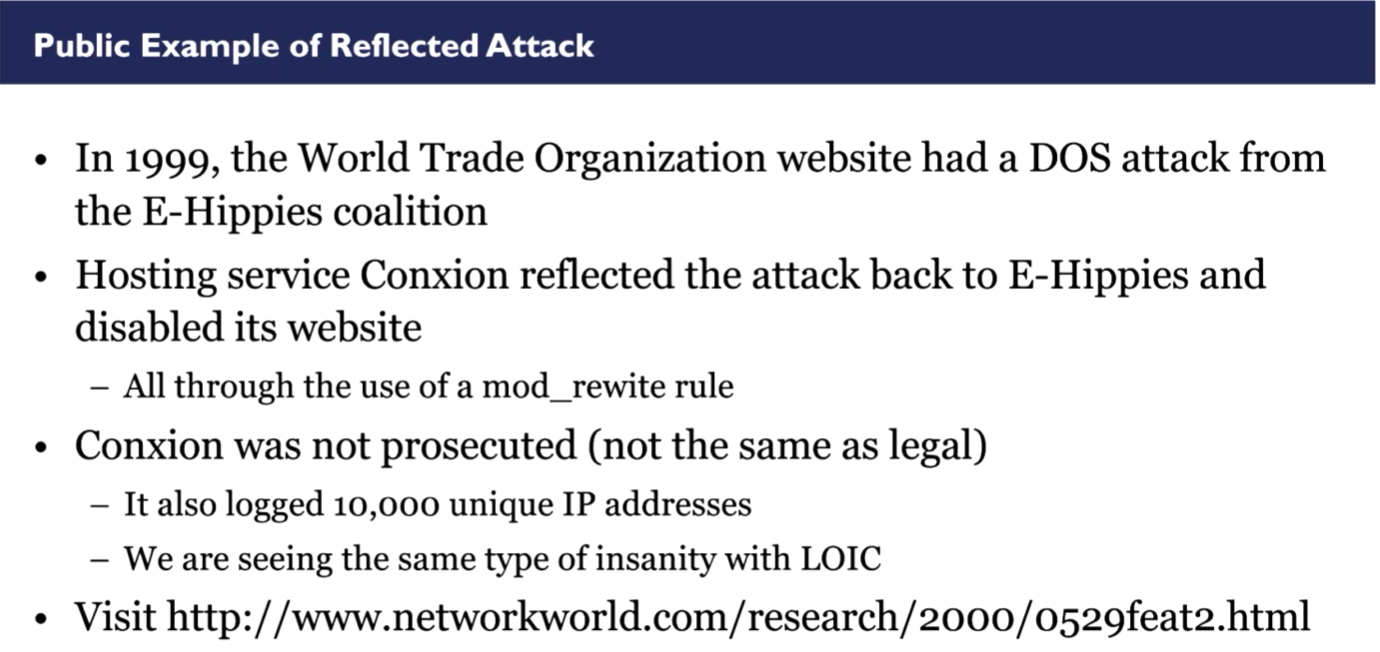 Public Example of Reflected Attack
• In 1999, the World Trade Organization website had a DOS attack from
the E-Hippies coalition
• Hosting service Conxion reflected the attack back to E-Hippies and
disabled its website
– All through the use of a mod_rewite rule
• Conxion was not prosecuted (not the same as legal)
– It also logged 10,000 unique IP addresses
– We are seeing the same type of insanity with LOIC
• Visit http://www.networkworld.com/research/2000/0529feat2.html